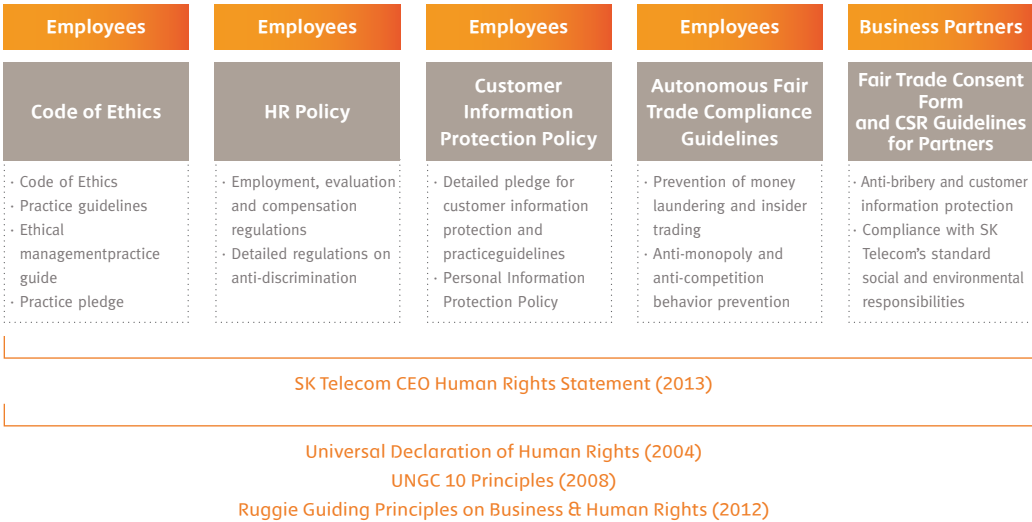 Employees
Code of Ethics
· Code of Ethics
· Practice guidelines
· Ethical
managementpractice
guide
· Practice pledge
Employees
HR Policy
· Employment, evaluation
and compensation
regulations
· Detailed regulations on
anti-discrimination
Employees
Customer
Information
Protection Policy
· Detailed pledge for
customer information
protection and
practiceguidelines
· Personal Information
Protection Policy
Employees
Autonomous Fair
Trade Compliance
Guidelines
· Prevention of money
laundering and insider
trading
· Anti-monopoly and
anti-competition
behavior prevention
Business Partners
Fair Trade Consent
Form
and CSR Guidelines
for Partners
· Anti-bribery and customer
information protection
· Compliance with SK
Telecom's standard
social and environmental
responsibilities
SK Telecom CEO Human Rights Statement (2013)
Universal Declaration of Human Rights (2004)
UNGC 10 Principles (2008)
Ruggie Guiding Principles on Business & Human Rights (2012)